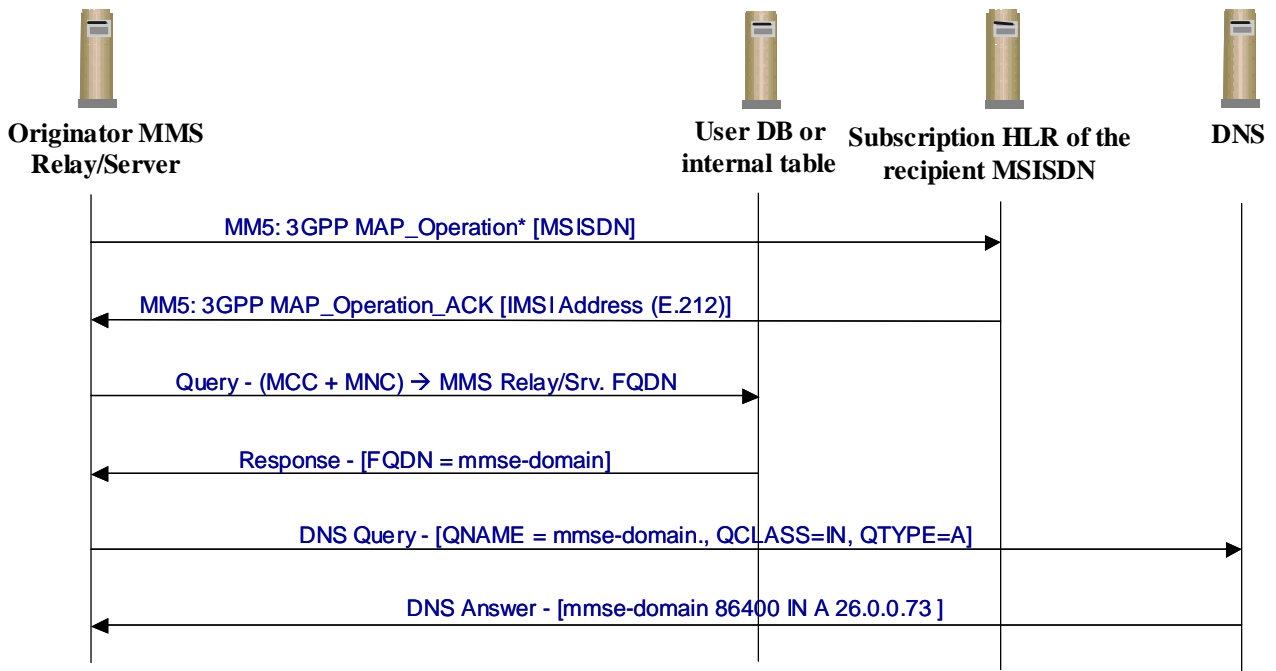 Originator MMS
Relay/Server
User DB or
internal table
Subscription HLR of the
recipient MSISDN
DNS
MM5: 3GPP MAP_Operation* [MSISDN]
MM5: 3GPP MAP_Operation_ACK [IMSI Address (E.212)]
Query - (MCC + MNC) → MMS Relay/Srv. FQDN
Response - [FQDN = mmse-domain]
DNS Query - [QNAME = mmse-domain., QCLASS=IN, QTYPE=A]
DNS Answer - [mmse-domain 86400 IN A 26.0.0.73 ]